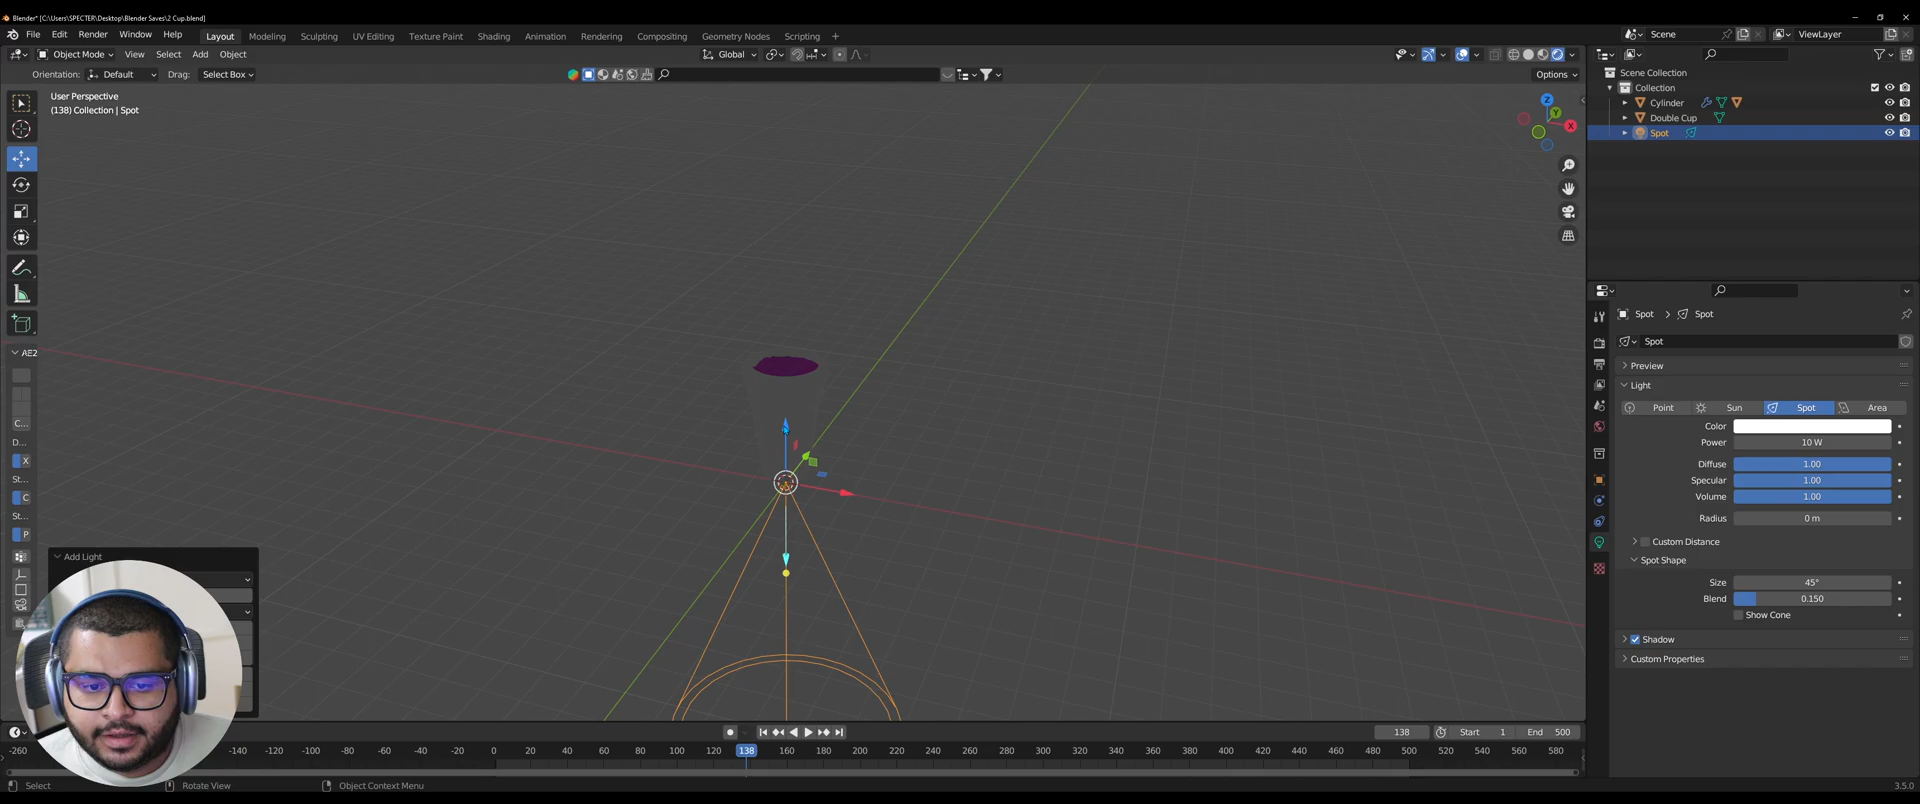 Blender* [C:\Users\SPECTER\Desktop\Blender Saves\2 Cup.blend]
File Edit Render Window Help Layout Modeling Sculpting UV Editing Texture Paint Shading Animation Rendering Compositing Geometry Nodes Scripting + Scene ViewLayer
Object Mode View Select Add Object Global
Orientation: Default Drag: Select Box Options
User Perspective
(138) Collection | Spot
Z
Y
X
Scene Collection
Collection
Cylinder
Double Cup
Spot
Spot > Spot
Spot
Preview
Light
Point Sun Spot Area
Color
Power 10 W
Diffuse 1.00
Specular 1.00
Volume 1.00
Radius 0 m
Custom Distance
Spot Shape
Size 45°
Blend 0.150
Show Cone
Shadow
Custom Properties
AE2
C...
D...
X
St...
C
St...
P
Add Light
138 Start 1 End 500
-260 -140 -120 -100 -80 -60 -40 -20 0 20 40 60 80 100 120 138 160 180 200 220 240 260 280 300 320 340 360 380 400 420 440 460 480 500 520 540 560 580
Select Rotate View Object Context Menu 3.5.0